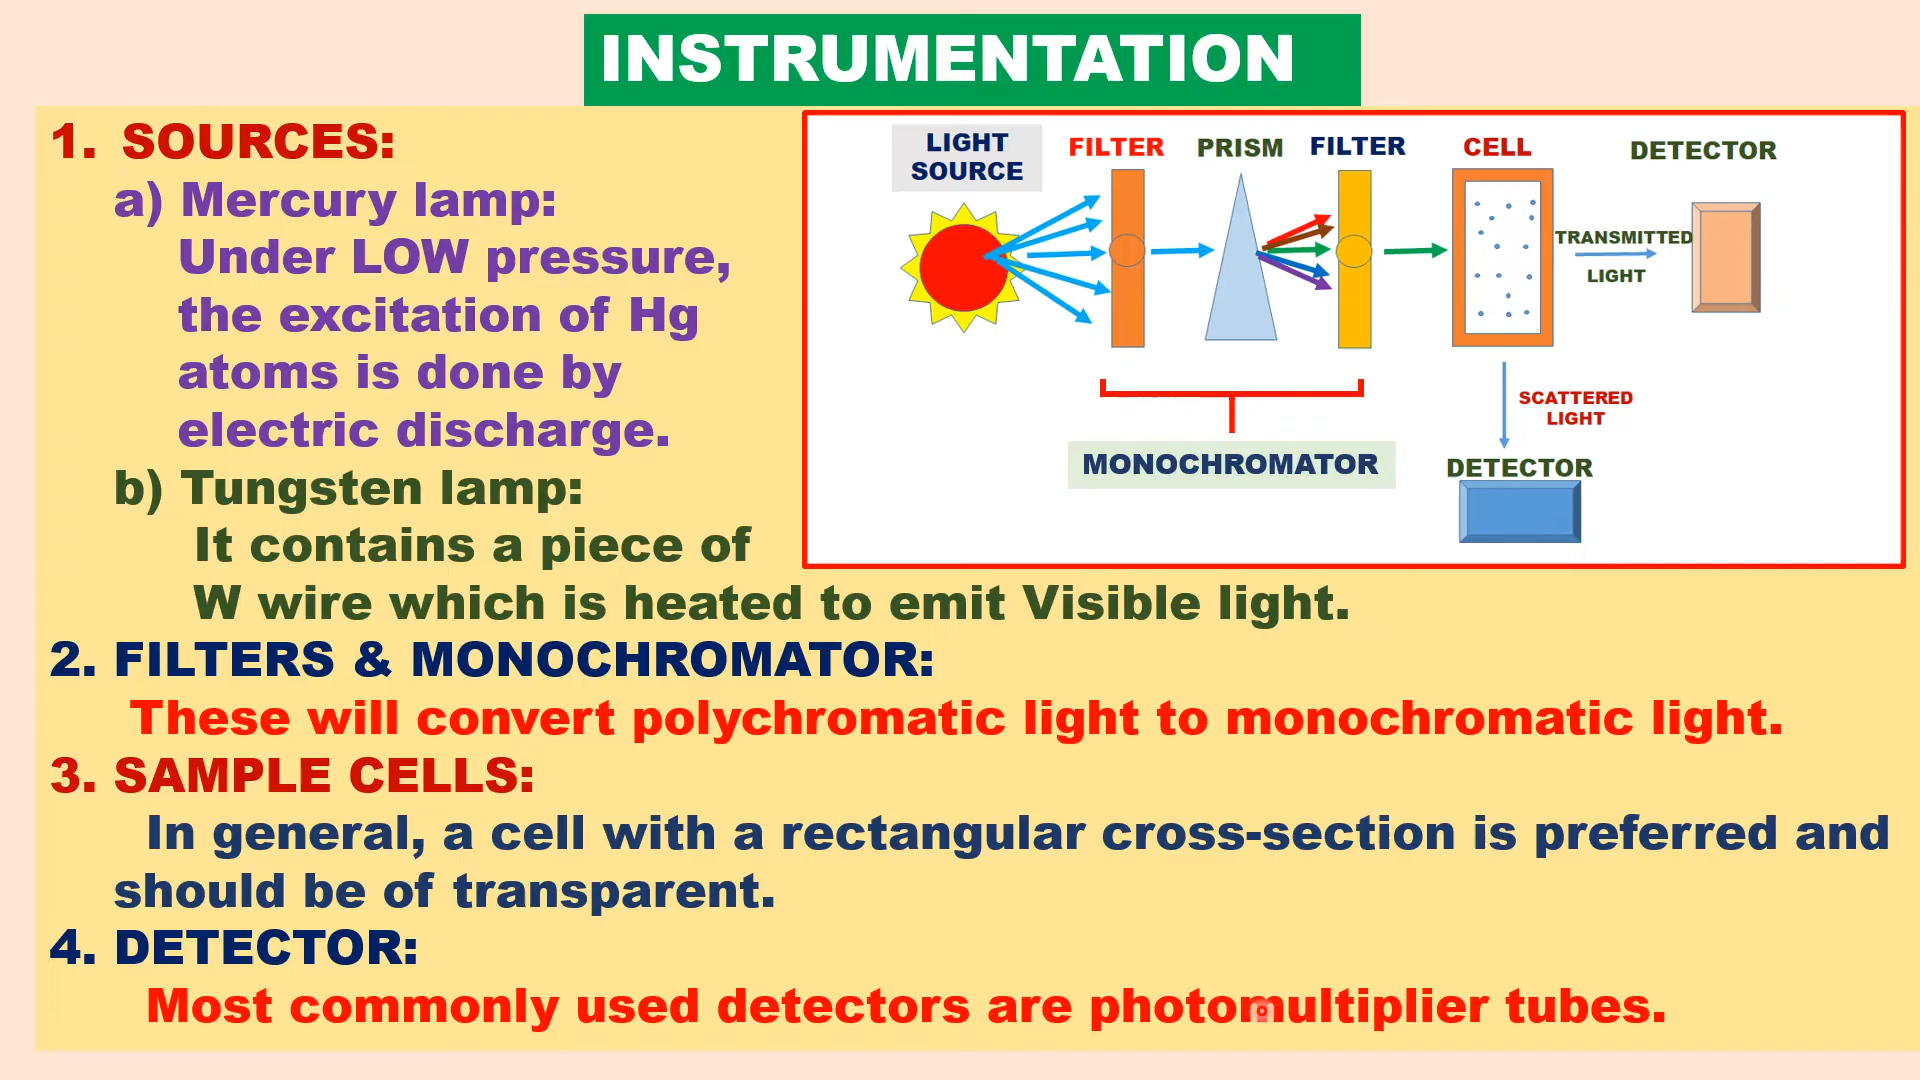 INSTRUMENTATION
1. SOURCES:
a) Mercury lamp:
Under LOW pressure,
the excitation of Hg
atoms is done by
electric discharge.
b) Tungsten lamp:
It contains a piece of
W wire which is heated to emit Visible light.
2. FILTERS & MONOCHROMATOR:
These will convert polychromatic light to monochromatic light.
3. SAMPLE CELLS:
In general, a cell with a rectangular cross-section is preferred and
should be of transparent.
4. DETECTOR:
Most commonly used detectors are photomultiplier tubes.
LIGHT
SOURCE
FILTER
PRISM
FILTER
CELL
DETECTOR
TRANSMITTED
LIGHT
SCATTERED
LIGHT
MONOCHROMATOR
DETECTOR